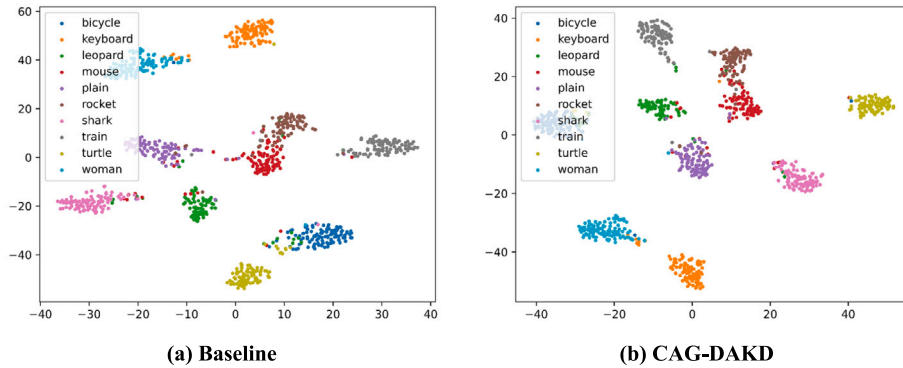 60
40
20
0
−20
−40
−40
−30
−20
−10
0
10
20
30
40
bicycle
keyboard
leopard
mouse
plain
rocket
shark
train
turtle
woman
(a) Baseline
40
20
0
−20
−40
−40
−20
0
20
40
bicycle
keyboard
leopard
mouse
plain
rocket
shark
train
turtle
woman
(b) CAG-DAKD